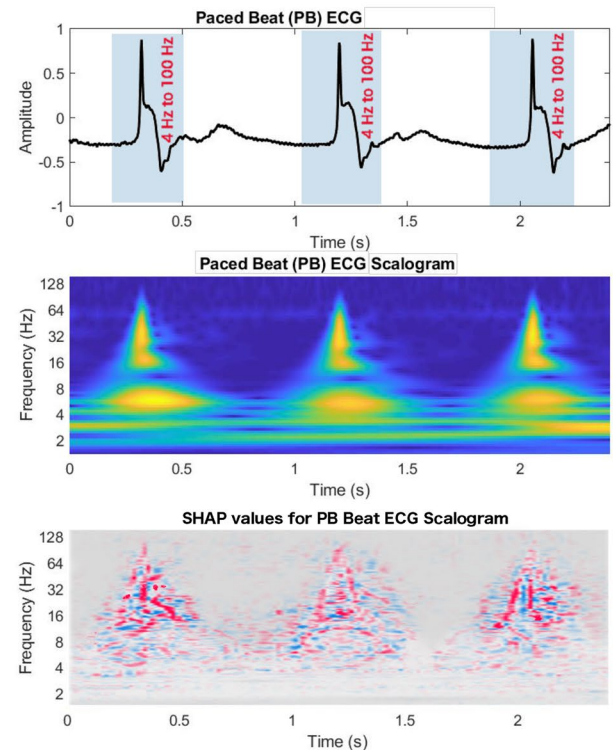 Paced Beat (PB) ECG
1
0.5
0
-0.5
-1
Amplitude
4 Hz to 100 Hz
4 Hz to 100 Hz
4 Hz to 100 Hz
0 0.5 1 1.5 2
Time (s)
Paced Beat (PB) ECG Scalogram
128
64
32
16
8
4
2
Frequency (Hz)
0 0.5 1 1.5 2
Time (s)
SHAP values for PB Beat ECG Scalogram
128
64
32
16
8
4
2
Frequency (Hz)
0 0.5 1 1.5 2
Time (s)